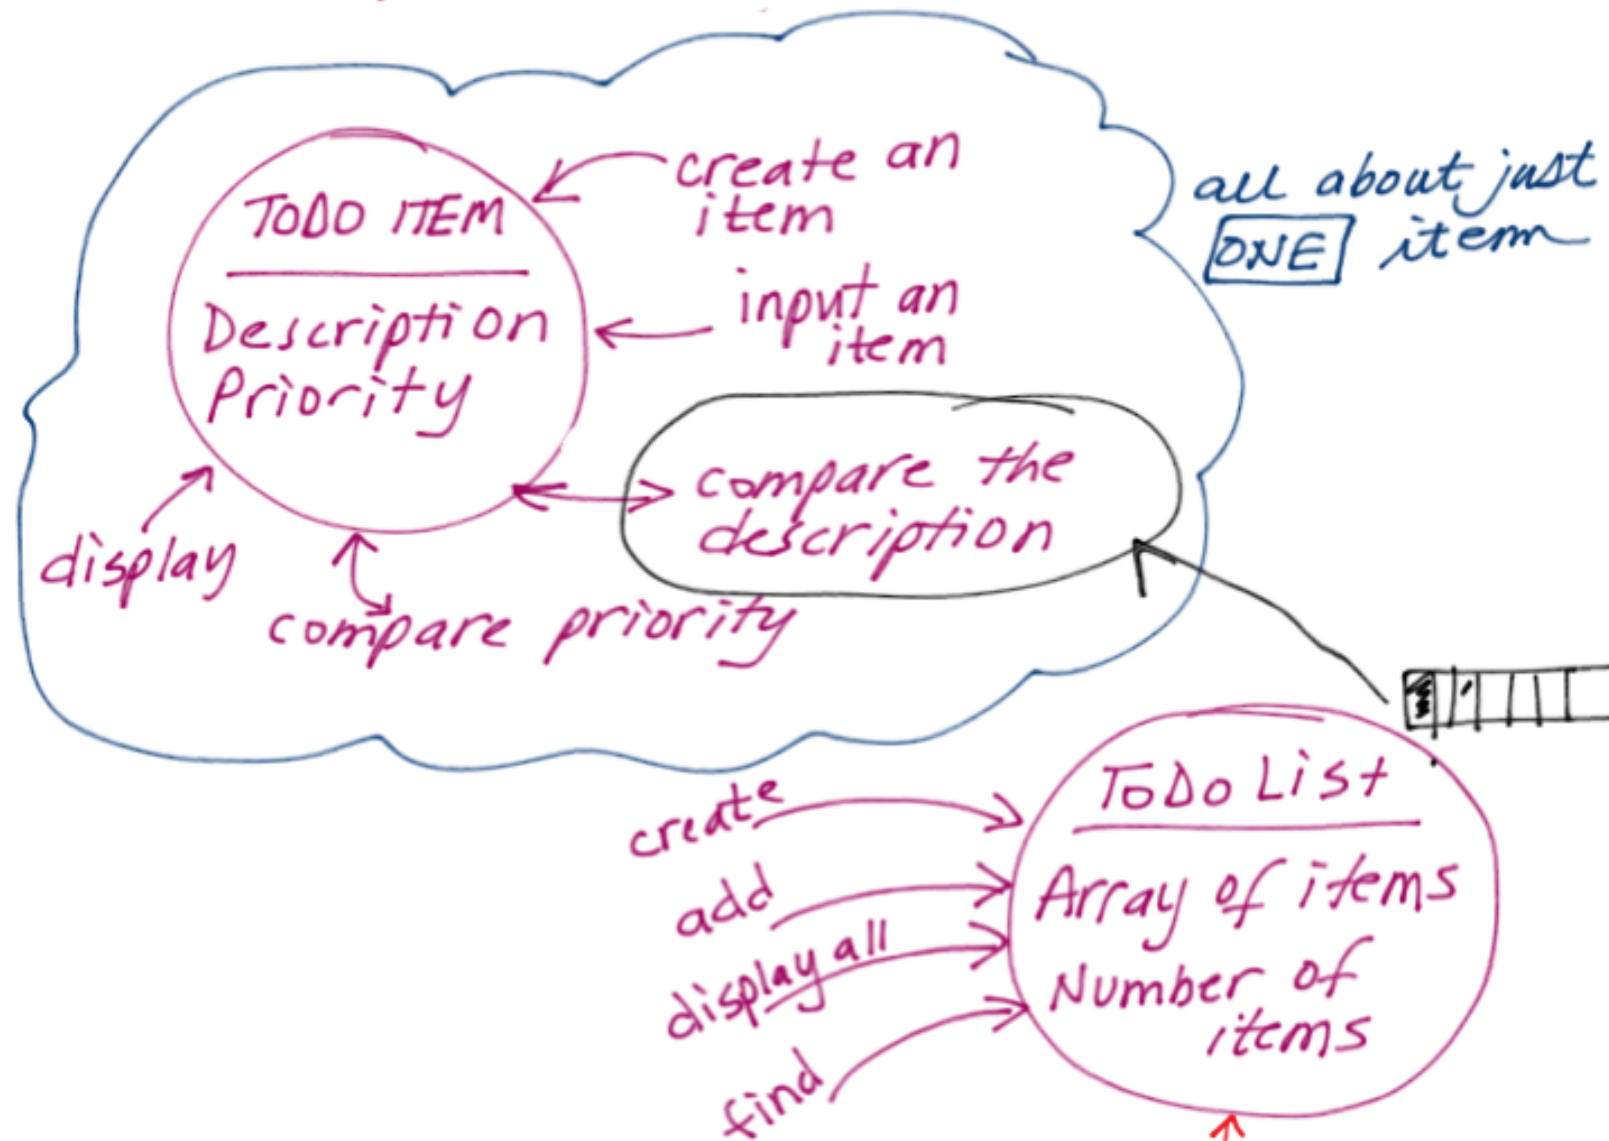 TODO ITEM
Description
Priority
create an
item
input an
item
compare the
description
display
compare priority
all about just
ONE item
create
add
display all
find
ToDo List
Array of items
Number of
items